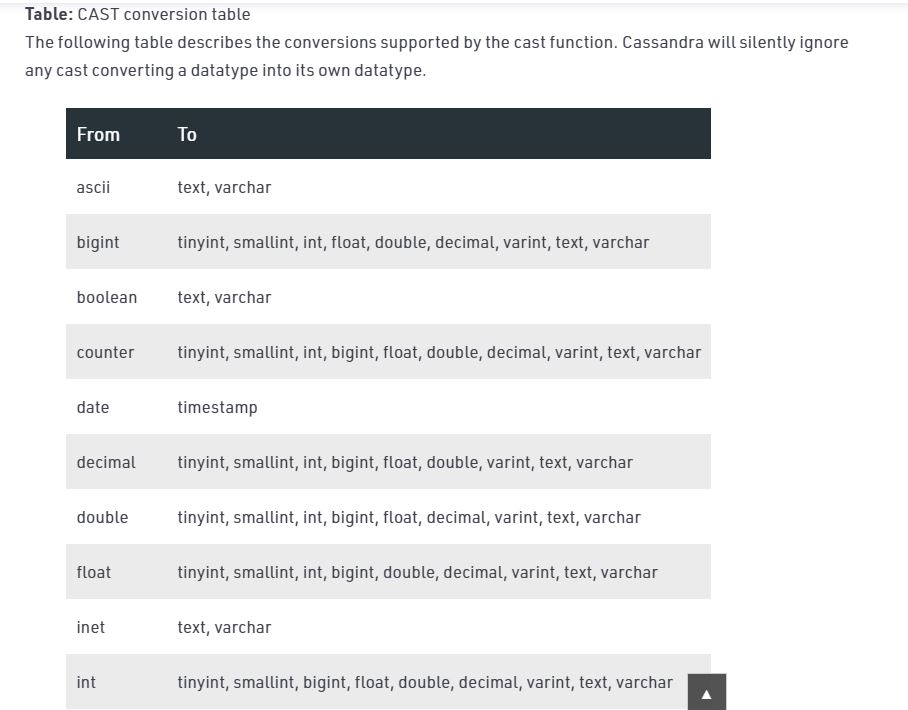 Table: CAST conversion table
The following table describes the conversions supported by the cast function. Cassandra will silently ignore
any cast converting a datatype into its own datatype.
From To
ascii text, varchar
bigint tinyint, smallint, int, float, double, decimal, varint, text, varchar
boolean text, varchar
counter tinyint, smallint, int, bigint, float, double, decimal, varint, text, varchar
date timestamp
decimal tinyint, smallint, int, bigint, float, double, varint, text, varchar
double tinyint, smallint, int, bigint, float, decimal, varint, text, varchar
float tinyint, smallint, int, bigint, double, decimal, varint, text, varchar
inet text, varchar
int tinyint, smallint, bigint, float, double, decimal, varint, text, varchar